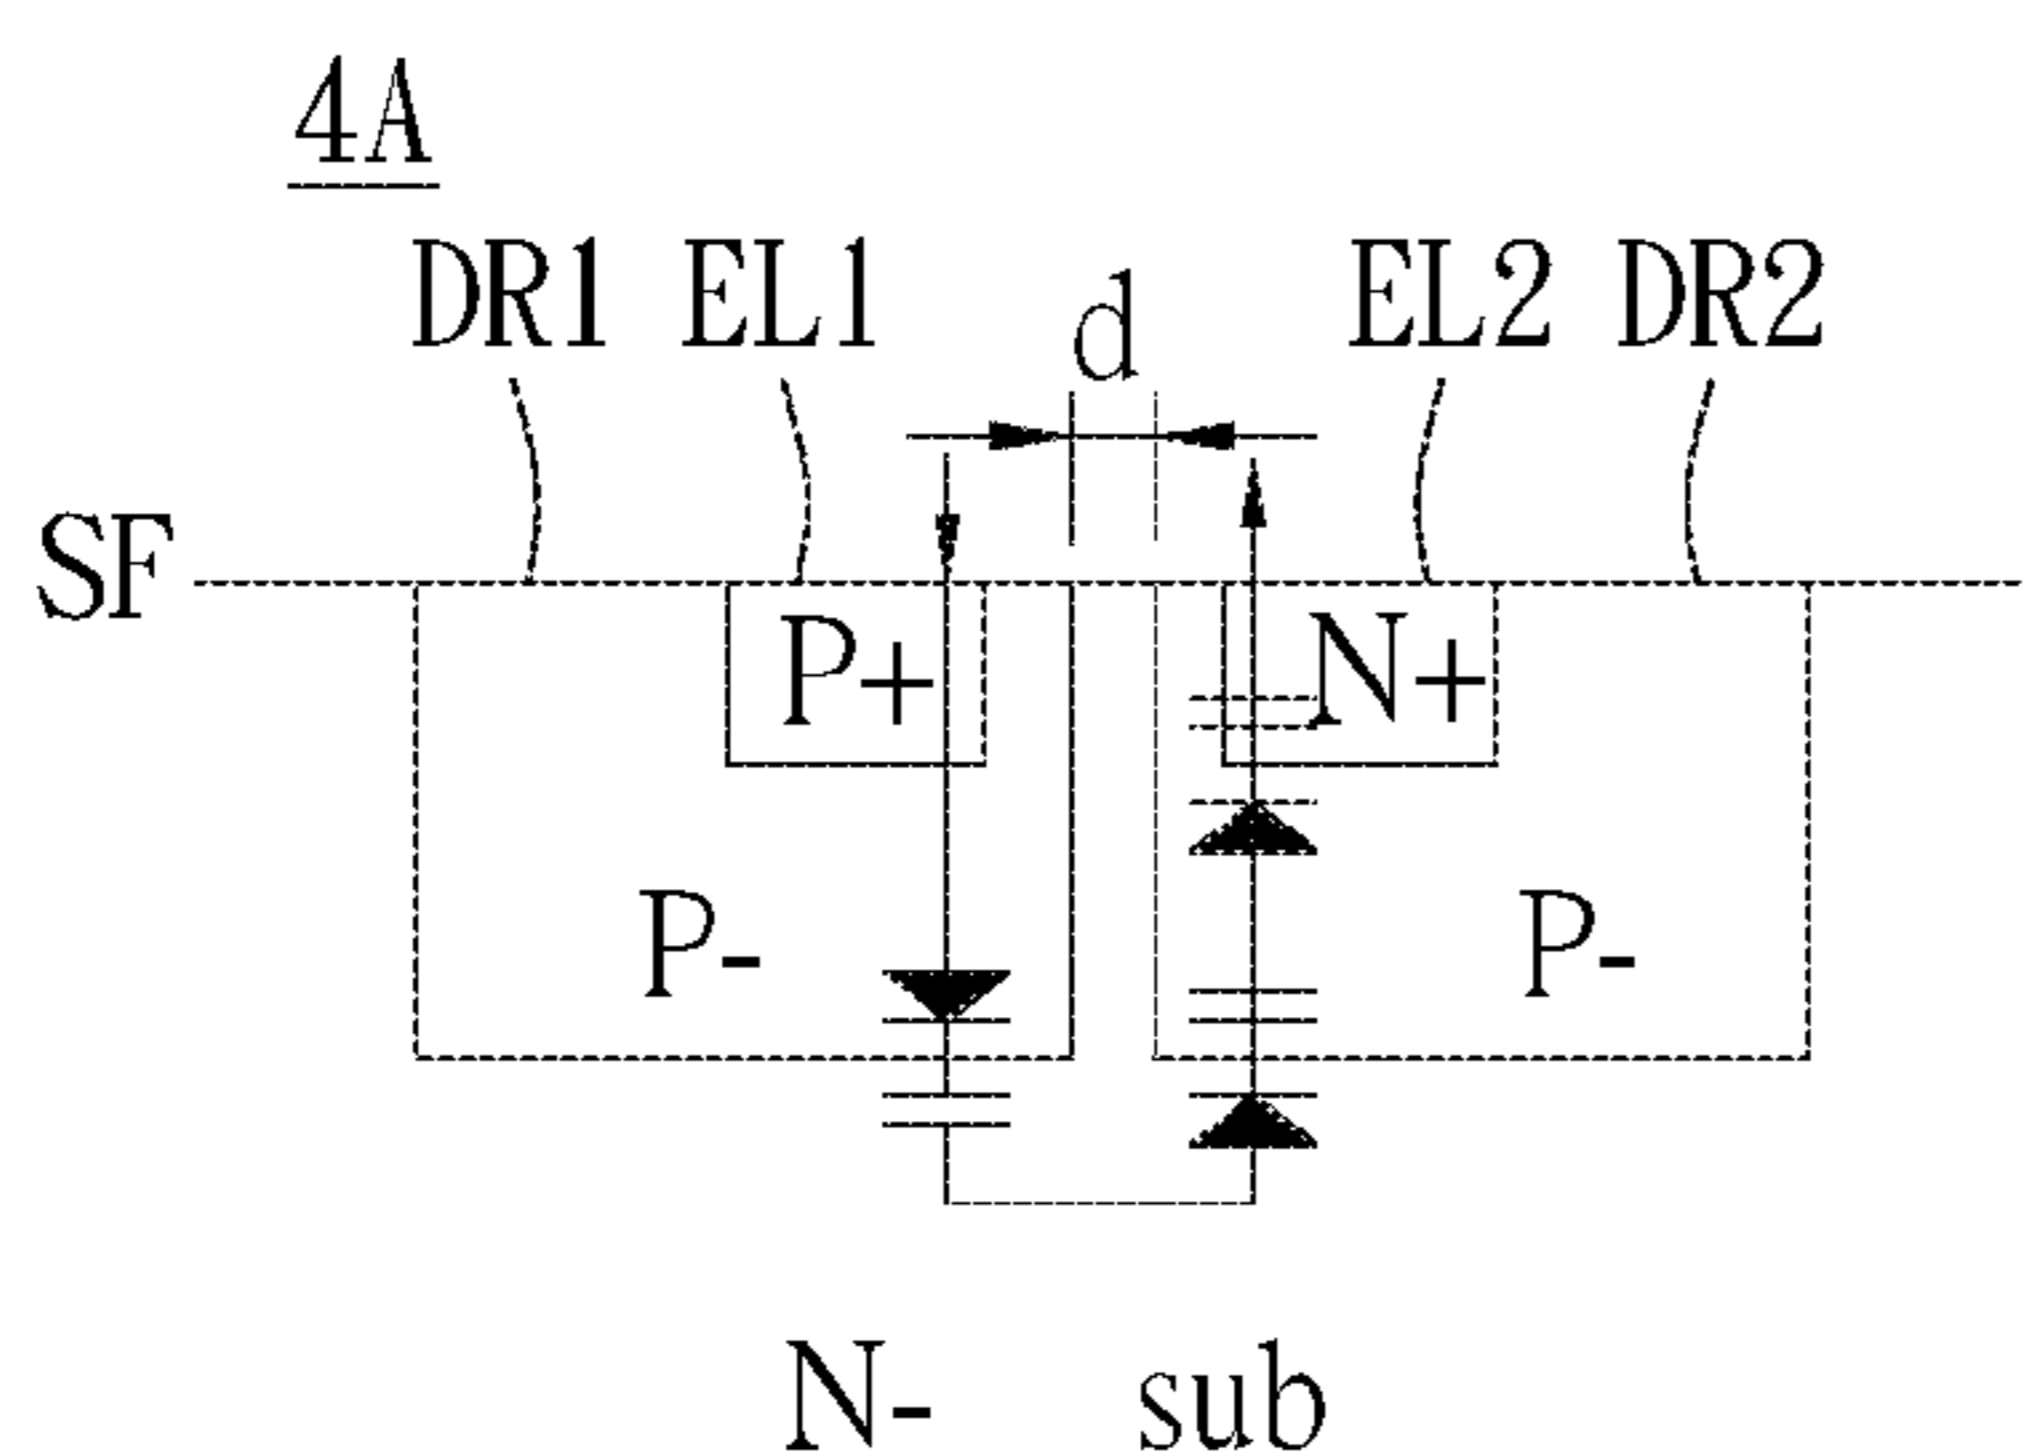 4A
DR1 EL1 d EL2 DR2
SF
P+ N+
P- P-
N- sub